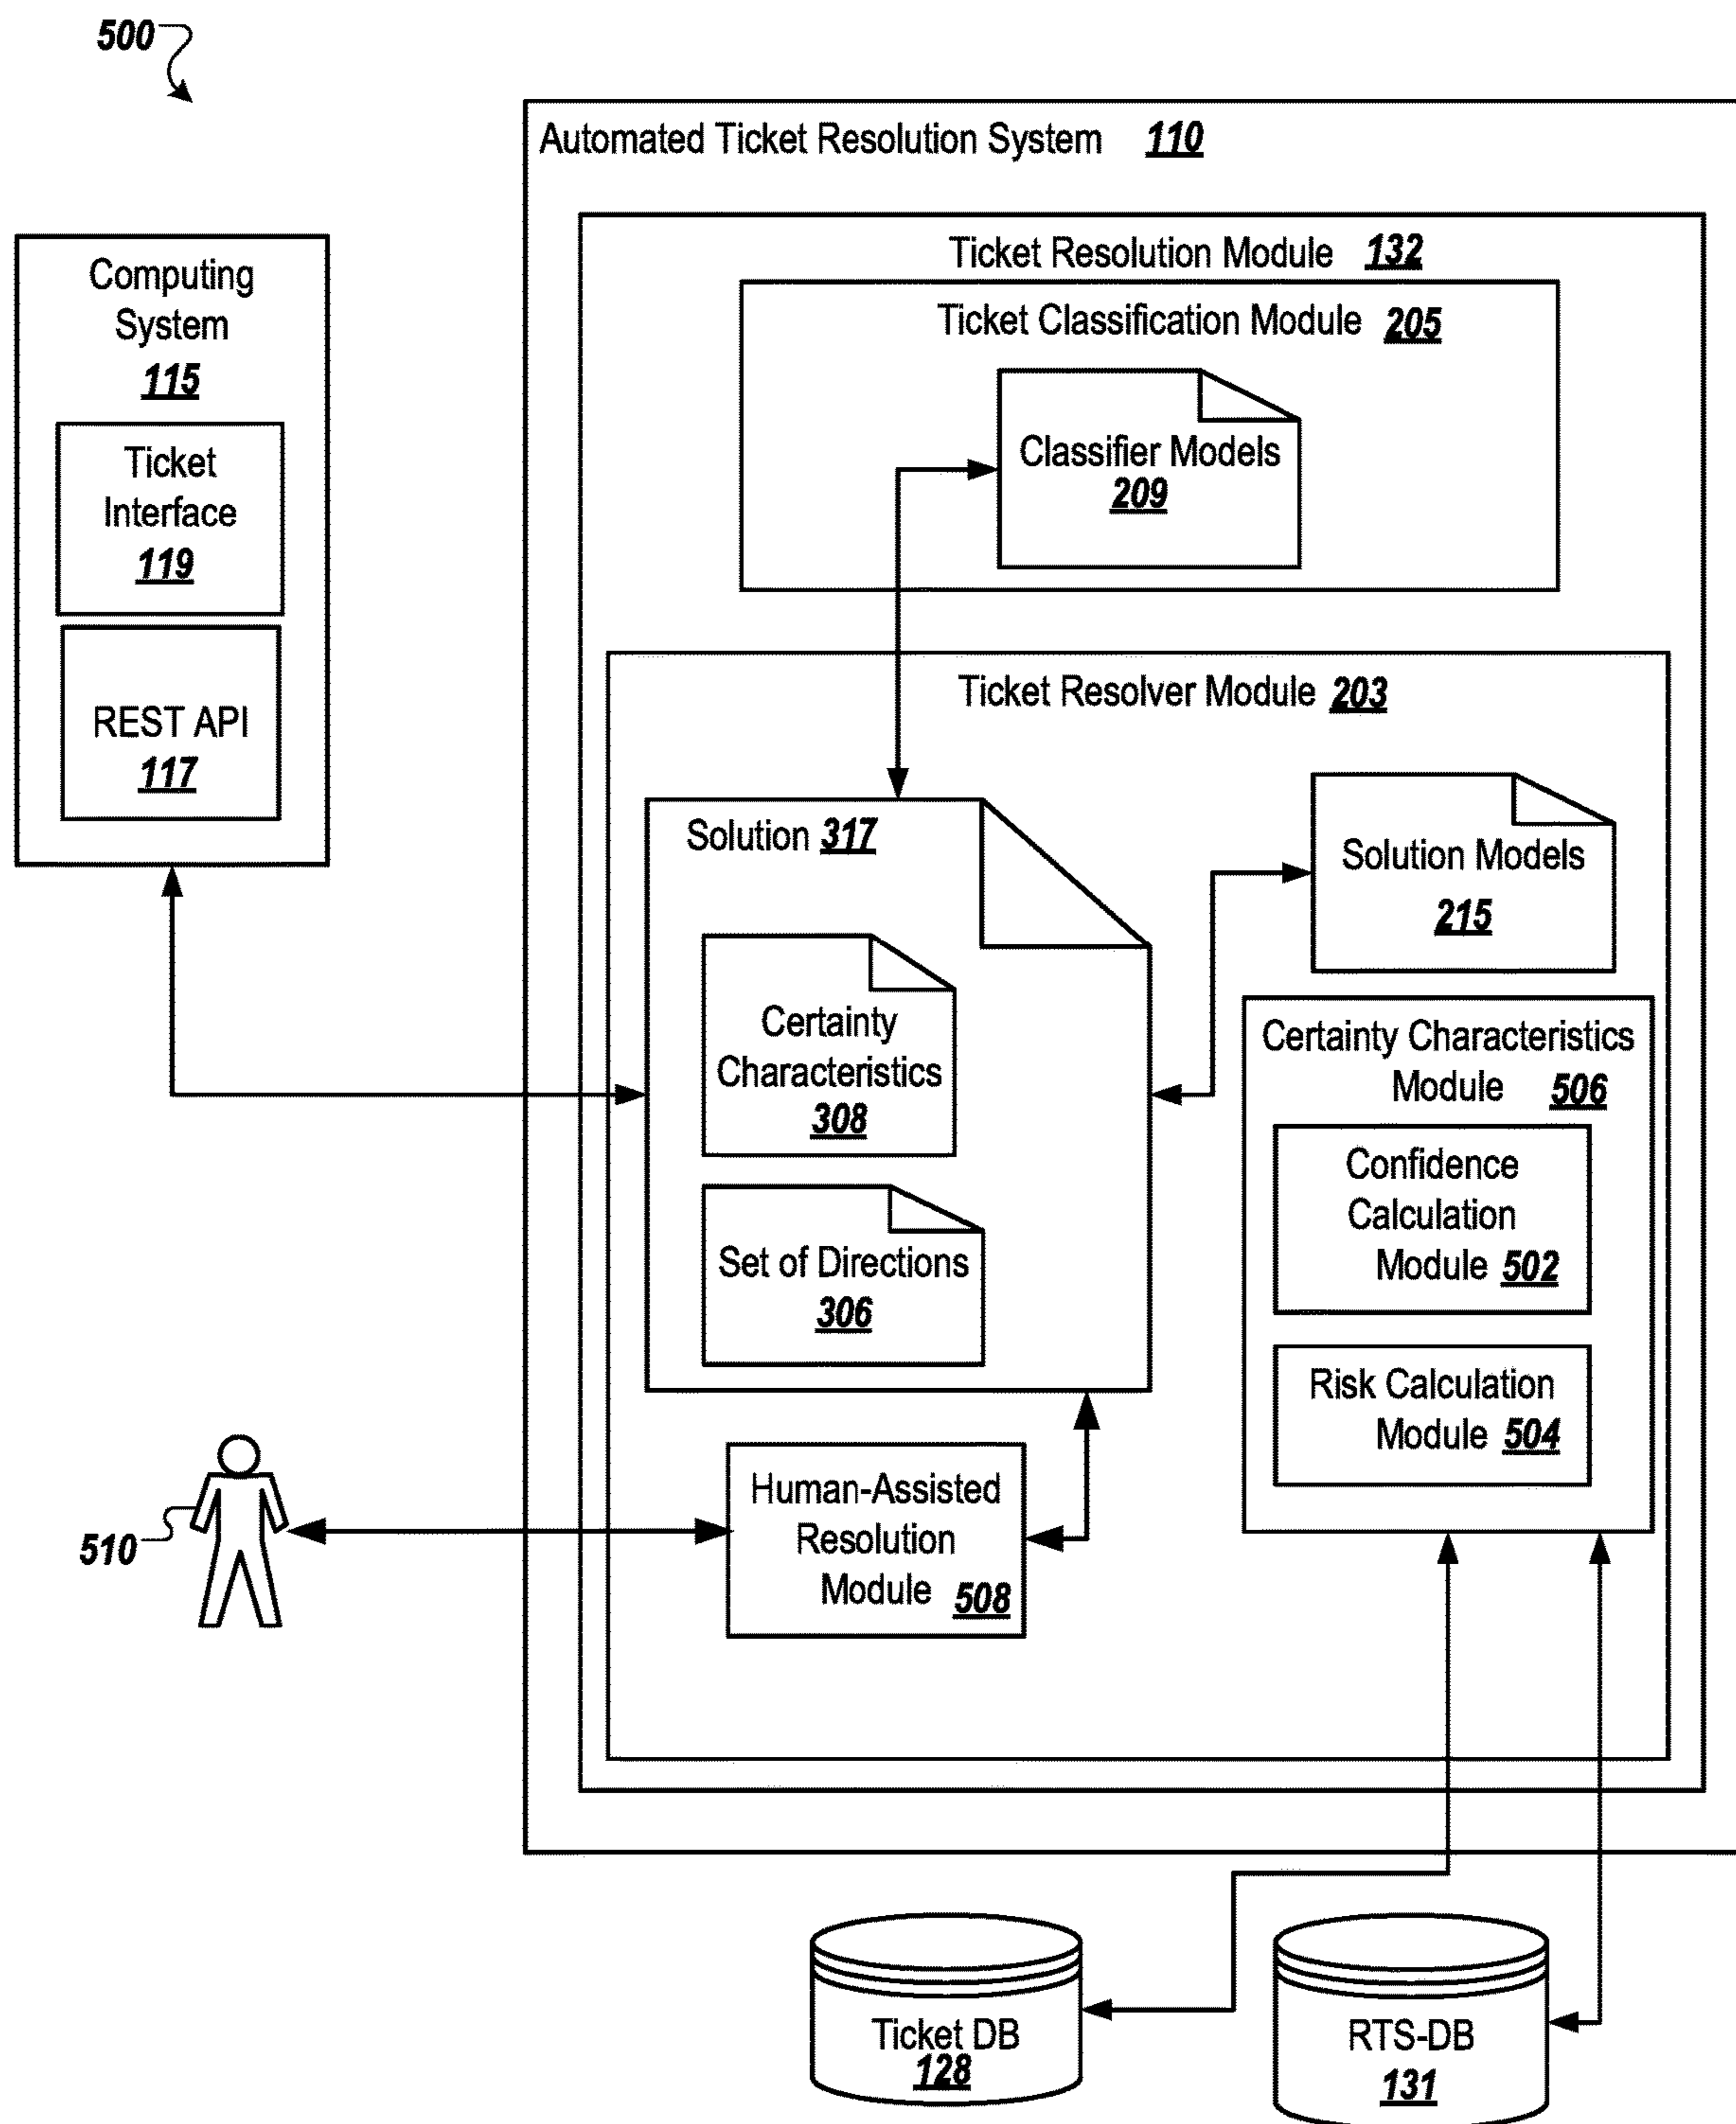 500
Automated Ticket Resolution System 110
Ticket Resolution Module 132
Ticket Classification Module 205
Classifier Models
209
Computing
System
115
Ticket
Interface
119
REST API
117
Ticket Resolver Module 203
Solution 317
Certainty
Characteristics
308
Set of Directions
306
Solution Models
215
Certainty Characteristics
Module 506
Confidence
Calculation
Module 502
Risk Calculation
Module 504
Human-Assisted
Resolution
Module 508
510
Ticket DB
128
RTS-DB
131